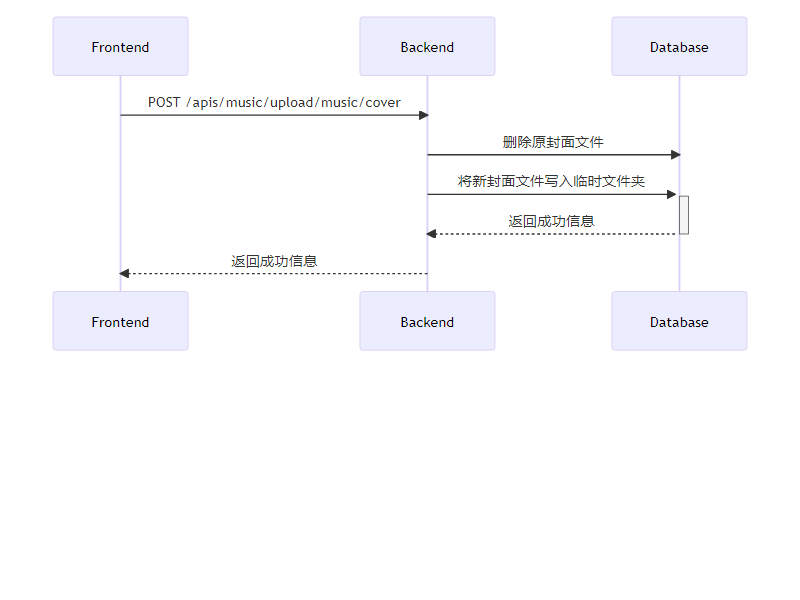 Frontend
Backend
Database
POST /apis/music/upload/music/cover
删除原封面文件
将新封面文件写入临时文件夹
返回成功信息
返回成功信息
Frontend
Backend
Database